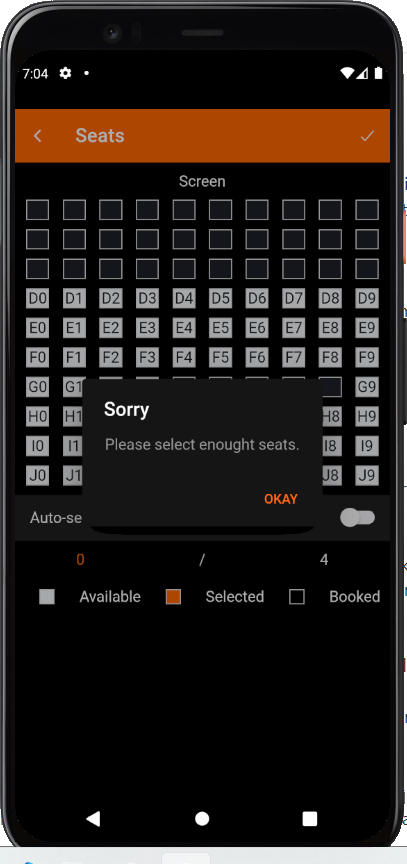 7:04
Seats
Screen
D0 D1 D2 D3 D4 D5 D6 D7 D8 D9
E0 E1 E2 E3 E4 E5 E6 E7 E8 E9
F0 F1 F2 F3 F4 F5 F6 F7 F8 F9
G0 G1 G9
Sorry
H0 H1 H8 H9
Please select enought seats.
I0 I1 I8 I9
J0 J1 J8 J9
OKAY
Auto-se
0 / 4
Available Selected Booked